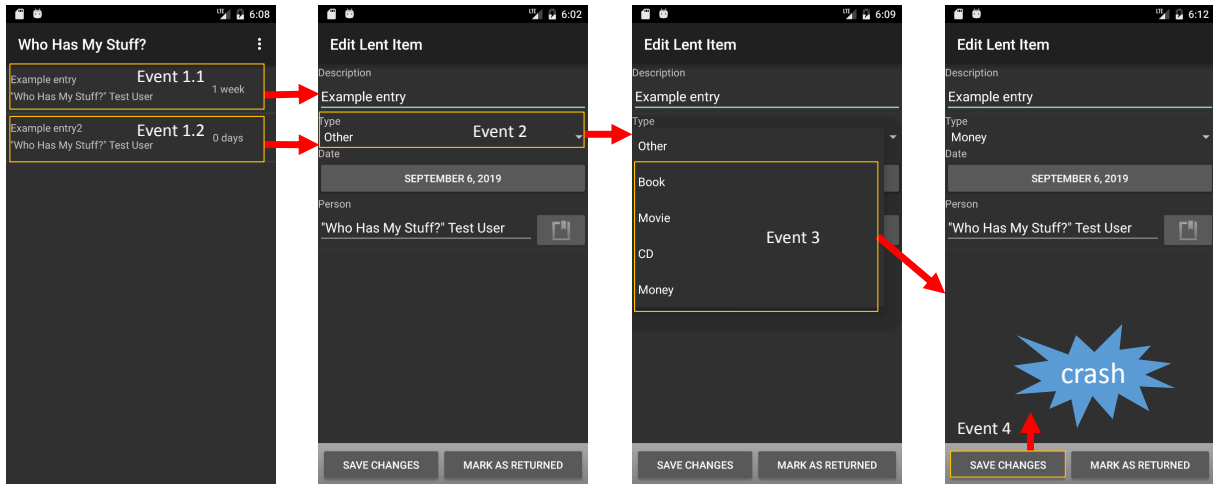 6:08
Who Has My Stuff?
Example entry
Event 1.1
"Who Has My Stuff?" Test User
1 week
Example entry2
Event 1.2
"Who Has My Stuff?" Test User
0 days
LTE 6:02
Edit Lent Item
Description
Example entry
Type
Other
Event 2
Date
SEPTEMBER 6, 2019
Person
"Who Has My Stuff?" Test User
SAVE CHANGES
MARK AS RETURNED
LTE 6:09
Edit Lent Item
Description
Example entry
Type
Other
Book
Movie
CD
Money
Event 3
SAVE CHANGES
MARK AS RETURNED
LTE 6:12
Edit Lent Item
Description
Example entry
Type
Money
Date
SEPTEMBER 6, 2019
Person
"Who Has My Stuff?" Test User
crash
Event 4
SAVE CHANGES
MARK AS RETURNED